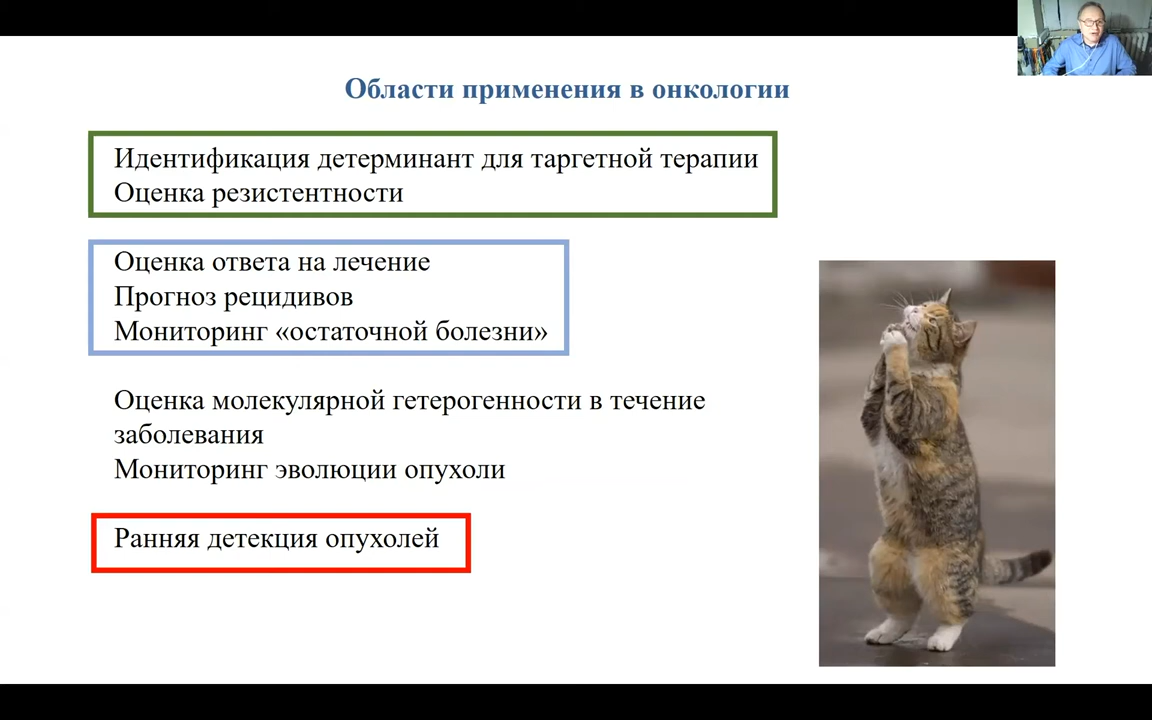 Области применения в онкологии
Идентификация детерминант для таргетной терапии
Оценка резистентности
Оценка ответа на лечение
Прогноз рецидивов
Мониторинг «остаточной болезни»
Оценка молекулярной гетерогенности в течение
заболевания
Мониторинг эволюции опухоли
Ранняя детекция опухолей